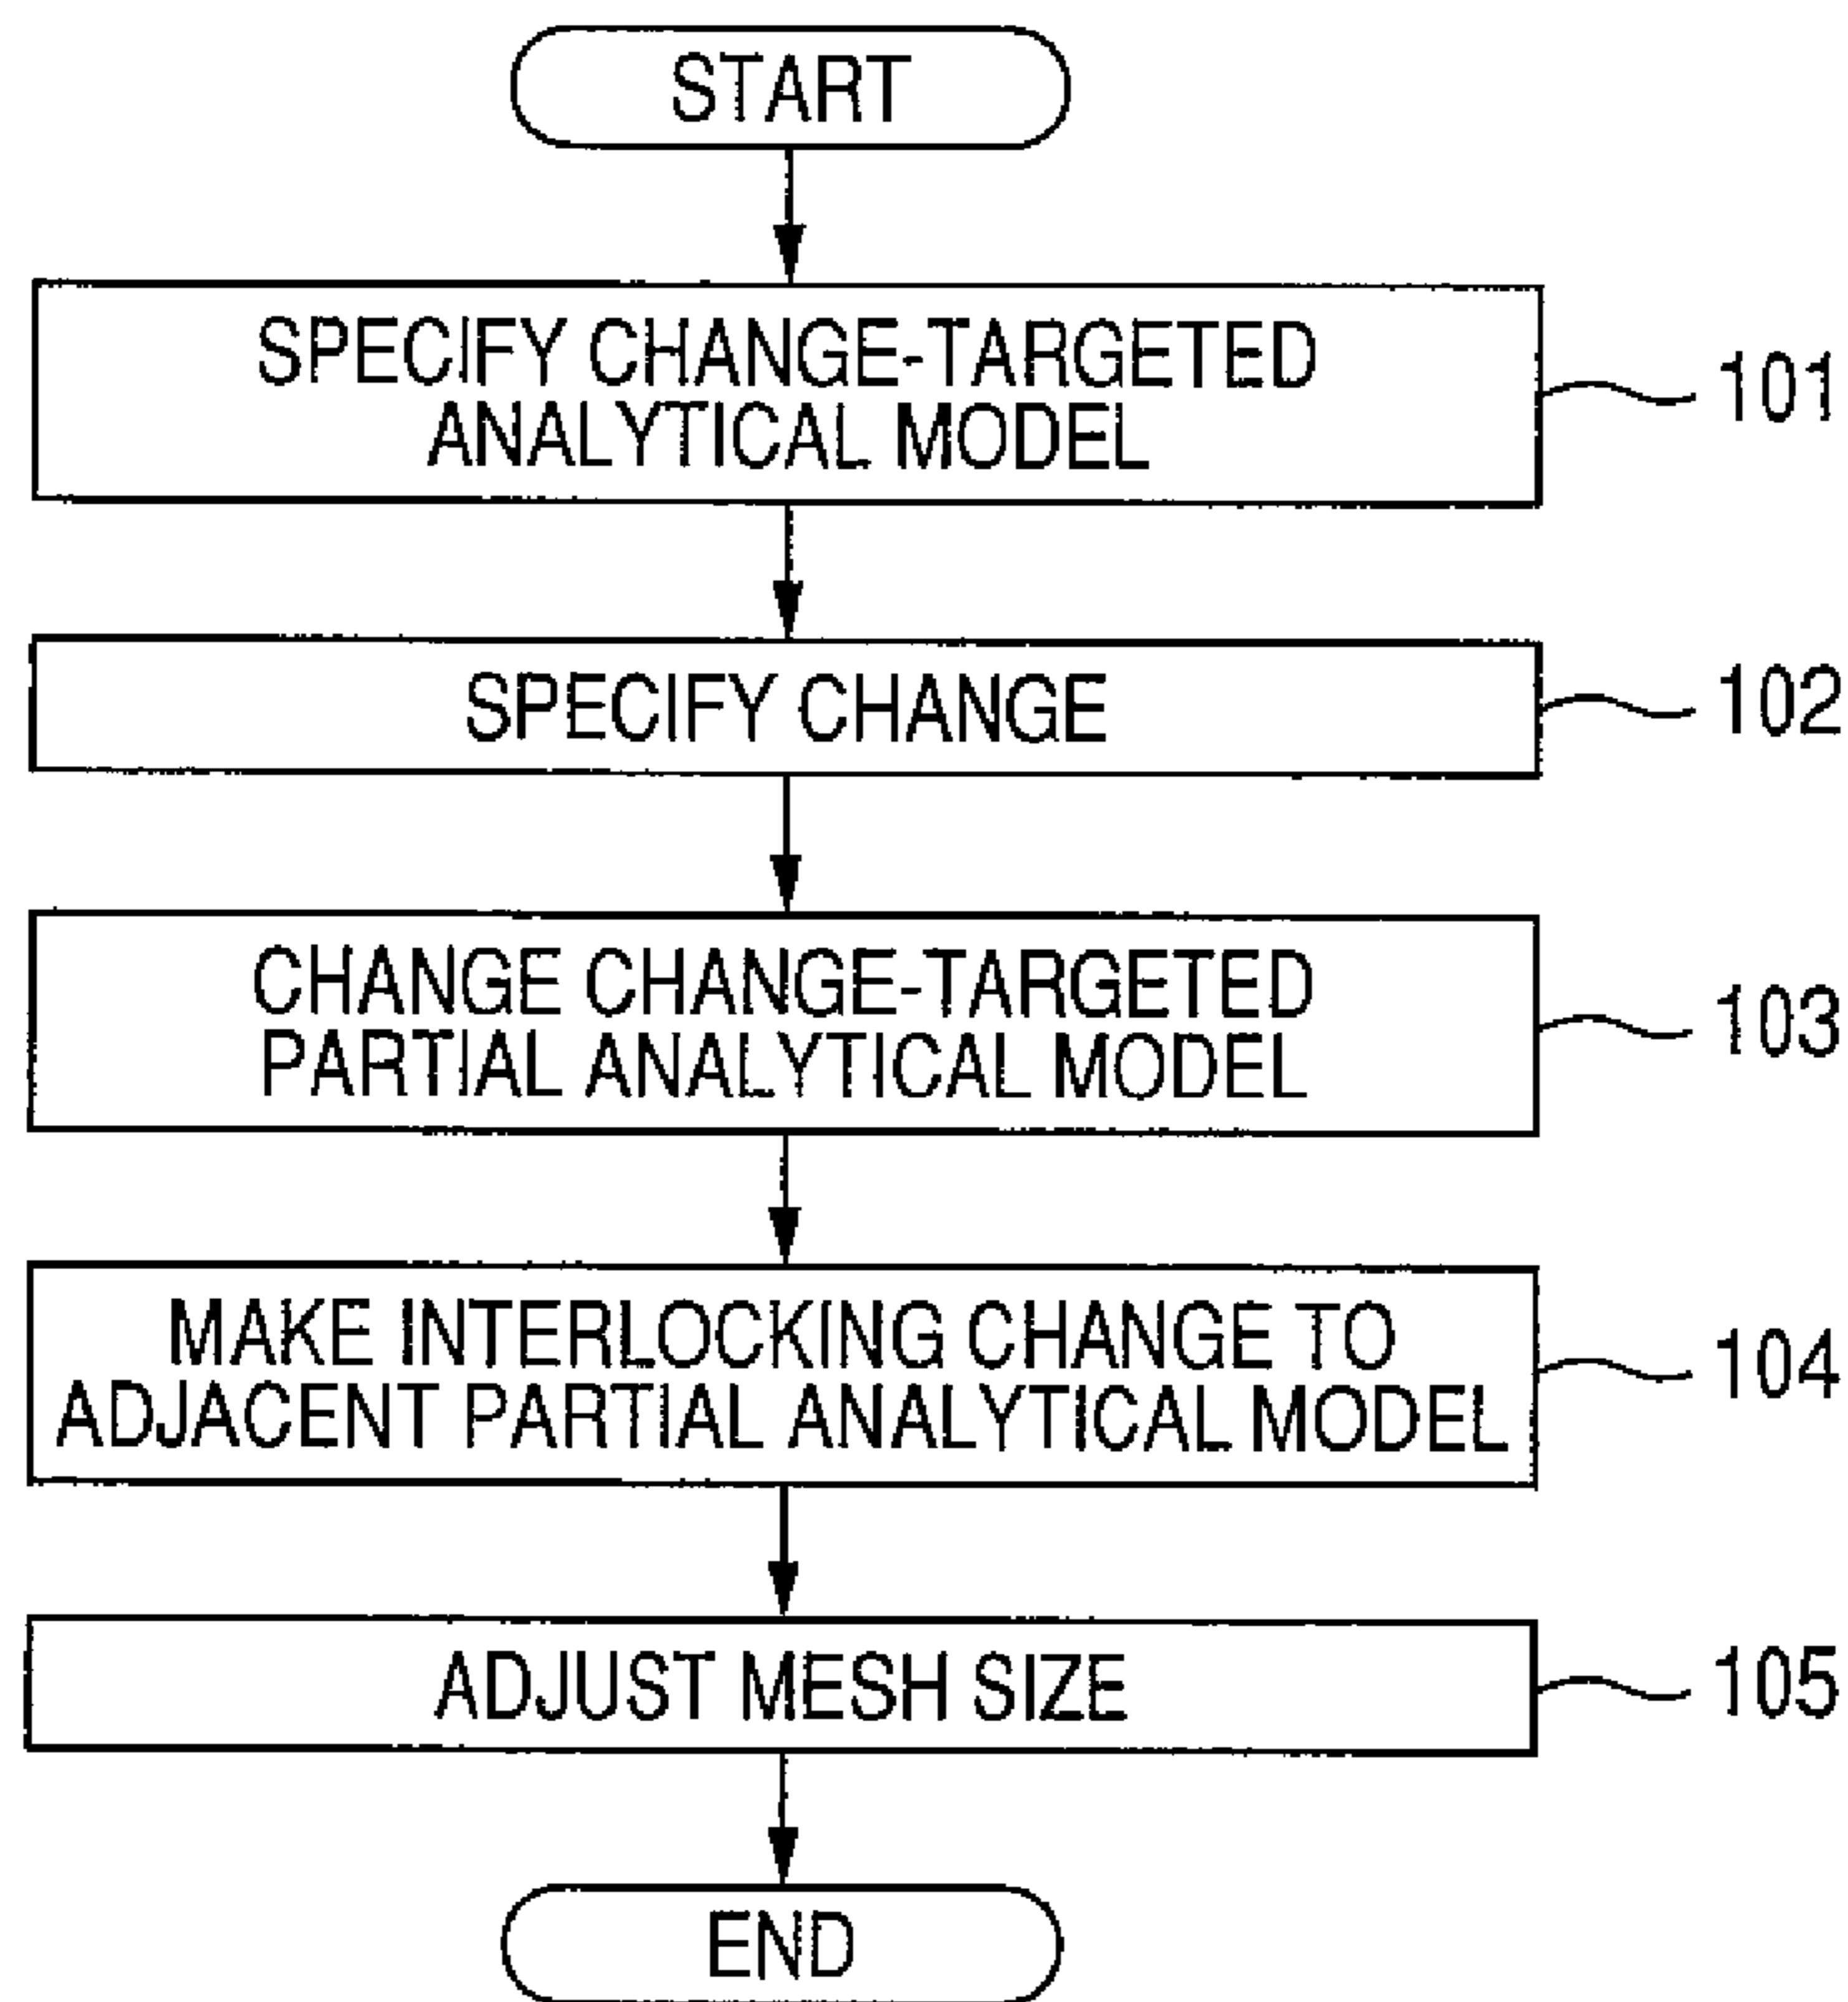 START
SPECIFY CHANGE-TARGETED
ANALYTICAL MODEL
101
SPECIFY CHANGE
102
CHANGE CHANGE-TARGETED
PARTIAL ANALYTICAL MODEL
103
MAKE INTERLOCKING CHANGE TO
ADJACENT PARTIAL ANALYTICAL MODEL
104
ADJUST MESH SIZE
105
END